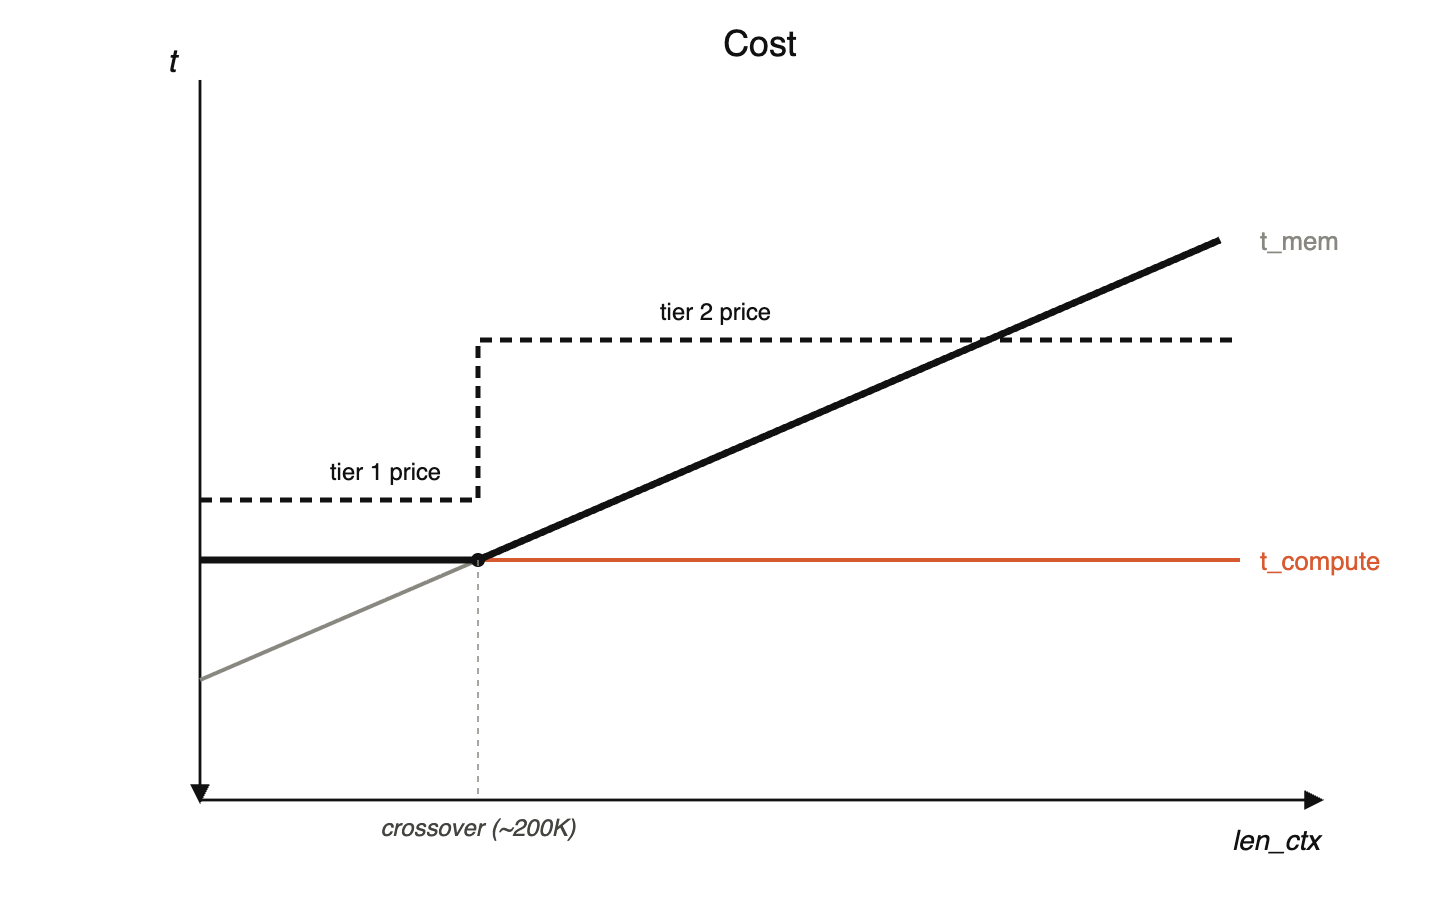 Cost
t
t_mem
tier 2 price
tier 1 price
t_compute
crossover (~200K)
len_ctx